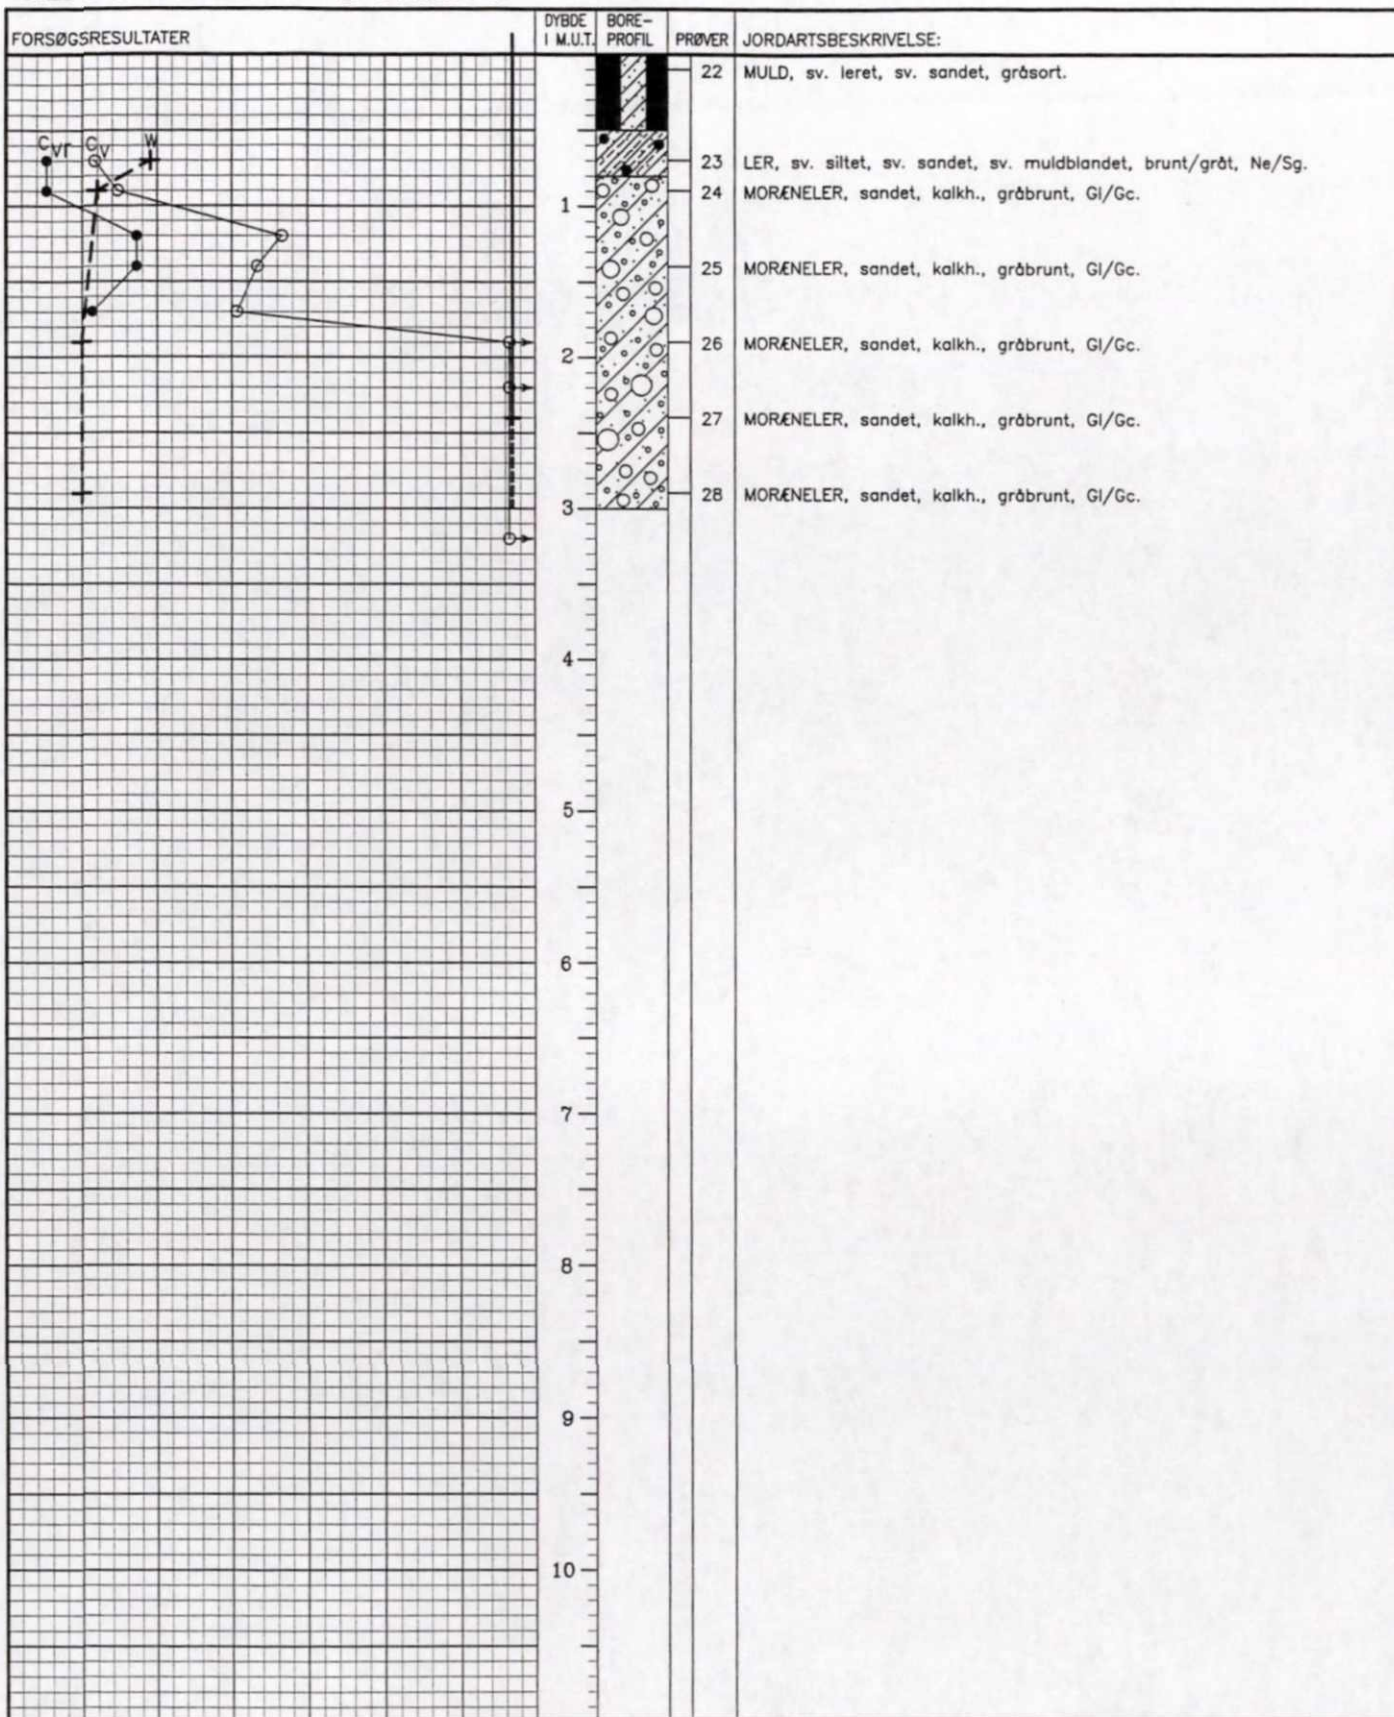 FORSØGSRESULTATER
DYBDE I M.U.T.
BORE-PROFIL
PRØVER
JORDARTSBESKRIVELSE:
22 MULD, sv. leret, sv. sandet, gråsort.
Cvr Cv W
23 LER, sv. siltet, sv. sandet, sv. muldblandet, brunt/gråt, Ne/Sg.
24 MORÆNELER, sandet, kalkh., gråbrunt, Gl/Gc.
1
25 MORÆNELER, sandet, kalkh., gråbrunt, Gl/Gc.
2
26 MORÆNELER, sandet, kalkh., gråbrunt, Gl/Gc.
27 MORÆNELER, sandet, kalkh., gråbrunt, Gl/Gc.
28 MORÆNELER, sandet, kalkh., gråbrunt, Gl/Gc.
3
4
5
6
7
8
9
10